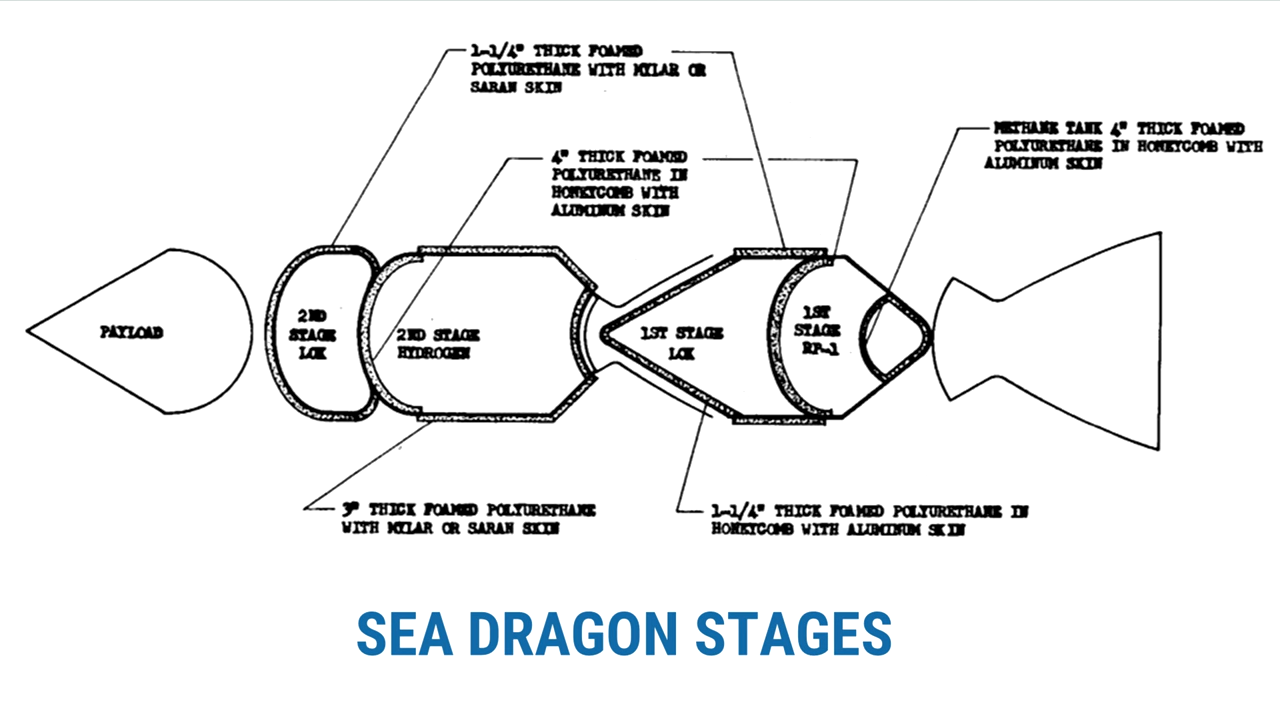 1-1/4" THICK FOAMED
POLYURETHANE WITH MYLAR OR
SARAN SKIN
METHANE TANK 4" THICK FOAMED
POLYURETHANE IN HONEYCOMB WITH
ALUMINUM SKIN
4" THICK FOAMED
POLYURETHANE IN
HONEYCOMB WITH
ALUMINUM SKIN
PAYLOAD
2ND
STAGE
LOX
2ND STAGE
HYDROGEN
1ST STAGE
LOX
1ST
STAGE
RP-1
3" THICK FOAMED POLYURETHANE
WITH MYLAR OR SARAN SKIN
1-1/4" THICK FOAMED POLYURETHANE IN
HONEYCOMB WITH ALUMINUM SKIN
SEA DRAGON STAGES